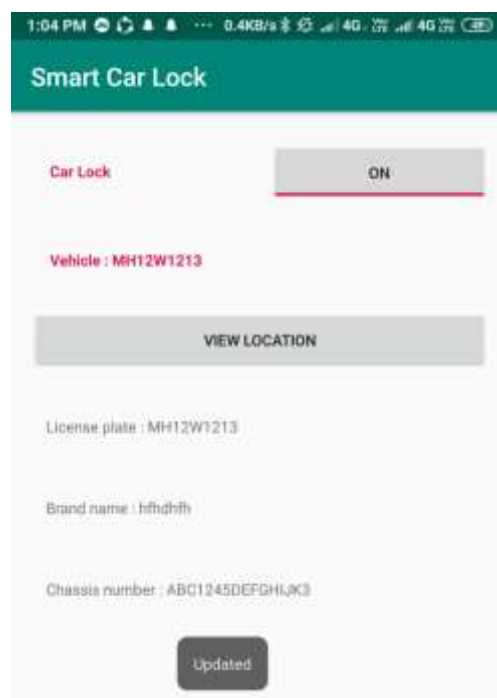 1:04 PM ... 0.4KB/s 4G 4G
Smart Car Lock
Car Lock
ON
Vehicle : MH12W1213
VIEW LOCATION
License plate : MH12W1213
Brand name : hfhdhfh
Chassis number : ABC1245DEFGHIJK3
Updated